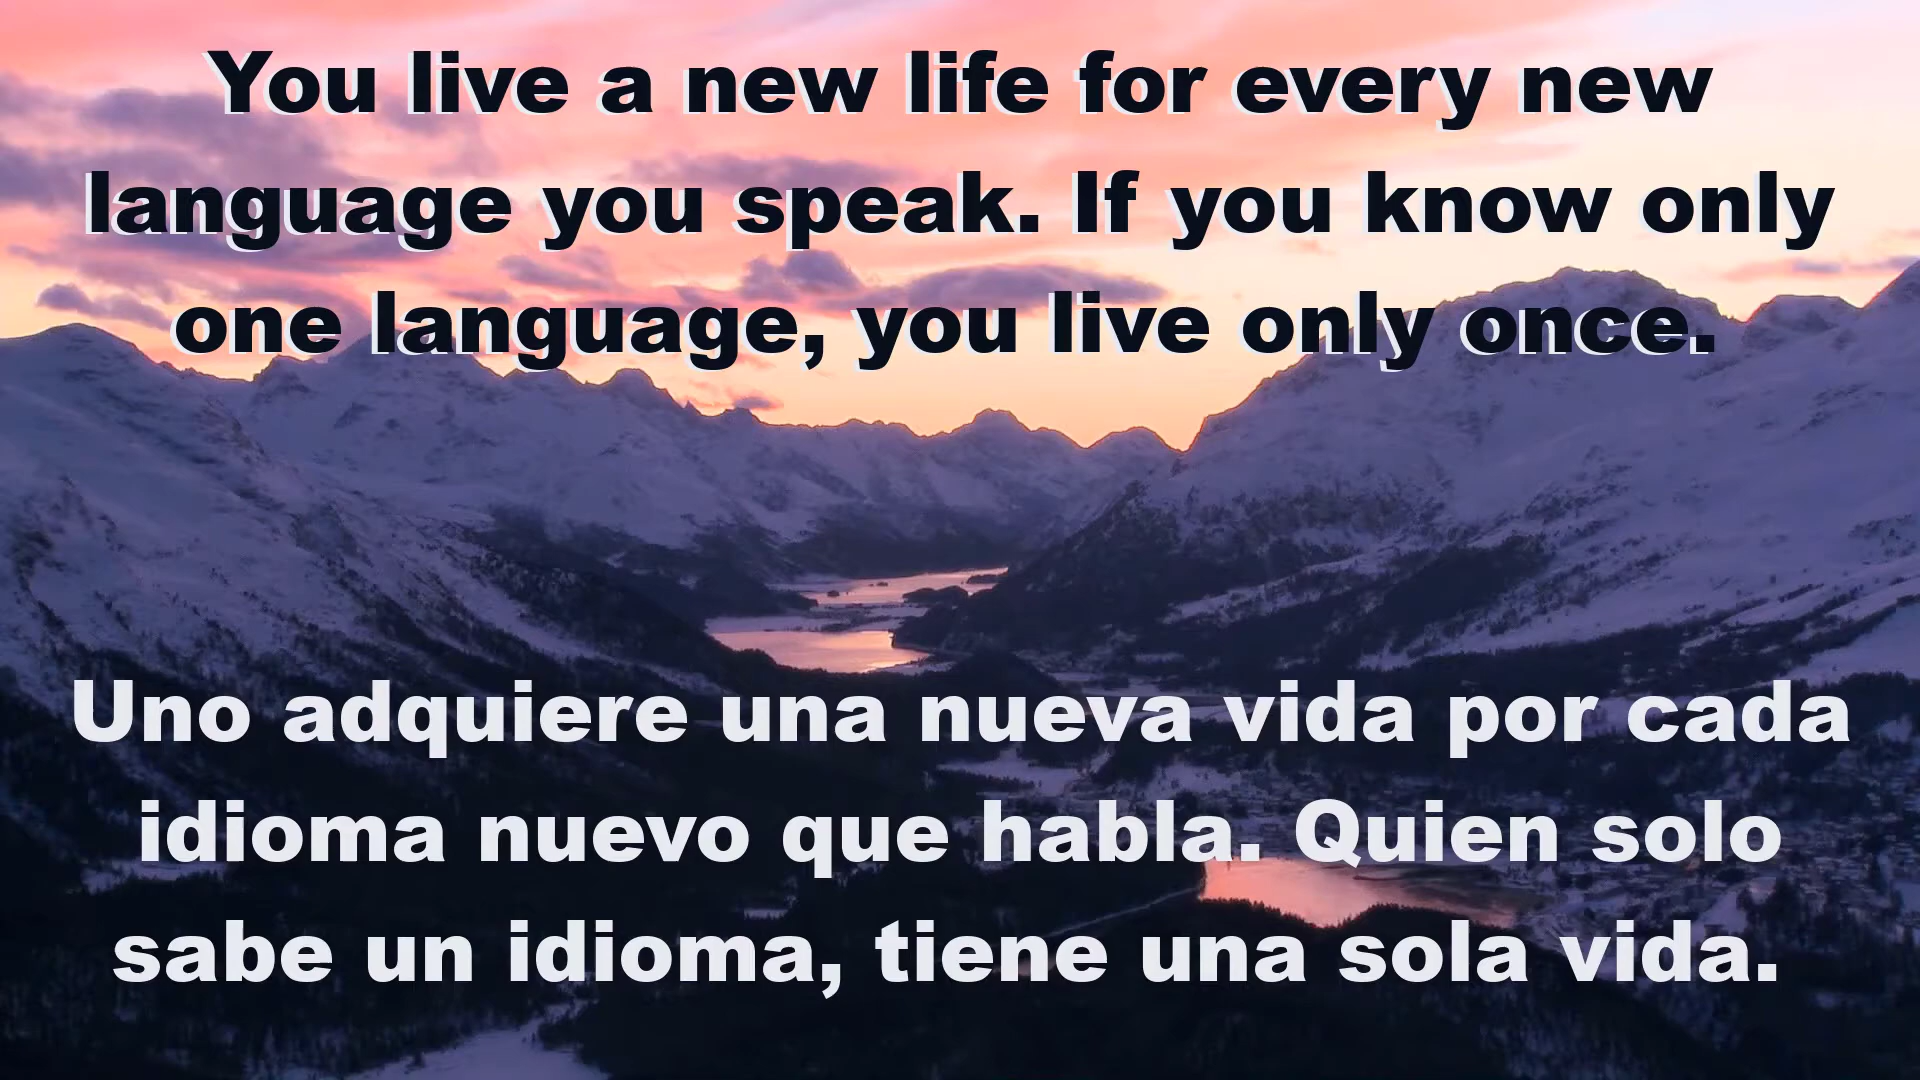 You live a new life for every new
language you speak. If you know only
one language, you live only once.
Uno adquiere una nueva vida por cada
idioma nuevo que habla. Quien solo
sabe un idioma, tiene una sola vida.